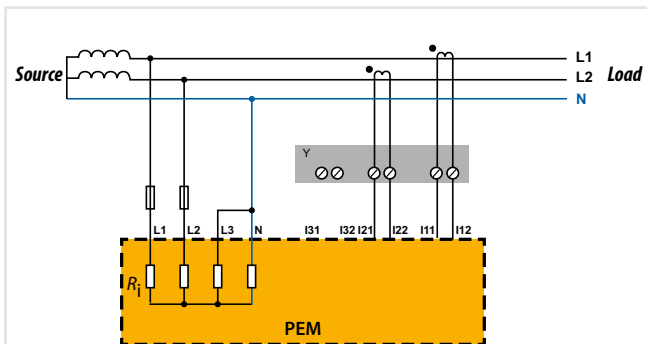 L1
Source L2 Load
N
Y
L1 L2 L3 N I31 I32 I21 I22 I11 I12
Ri
PEM